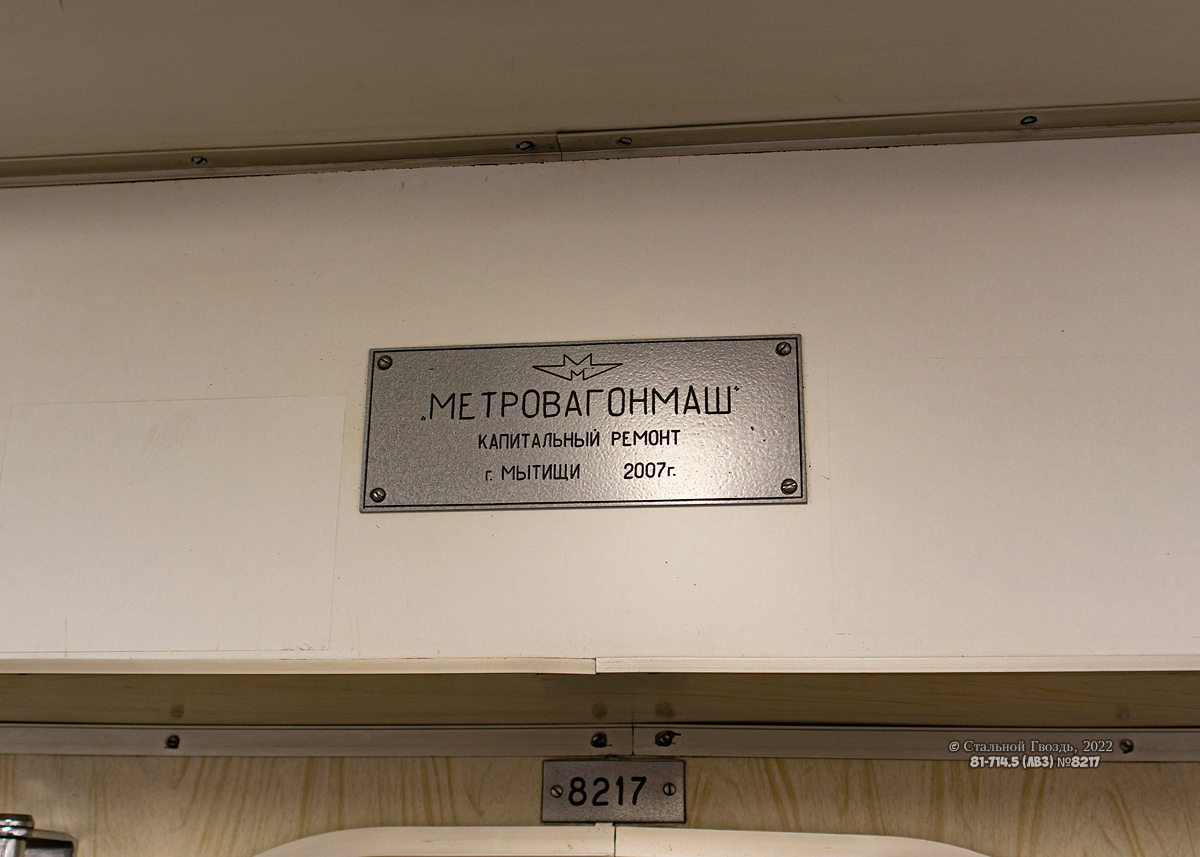 М М
„МЕТРОВАГОНМАШ“
КАПИТАЛЬНЫЙ РЕМОНТ
г. МЫТИЩИ 2007г.
© Стальной Гвоздь, 2022
81-714.5 (ЛВЗ) №8217
8217